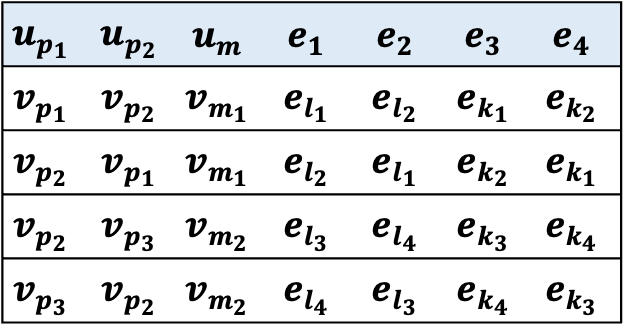 u_{p_1} u_{p_2} u_m e_1 e_2 e_3 e_4
v_{p_1} v_{p_2} v_{m_1} e_{l_1} e_{l_2} e_{k_1} e_{k_2}
v_{p_2} v_{p_1} v_{m_1} e_{l_2} e_{l_1} e_{k_2} e_{k_1}
v_{p_2} v_{p_3} v_{m_2} e_{l_3} e_{l_4} e_{k_3} e_{k_4}
v_{p_3} v_{p_2} v_{m_2} e_{l_4} e_{l_3} e_{k_4} e_{k_3}